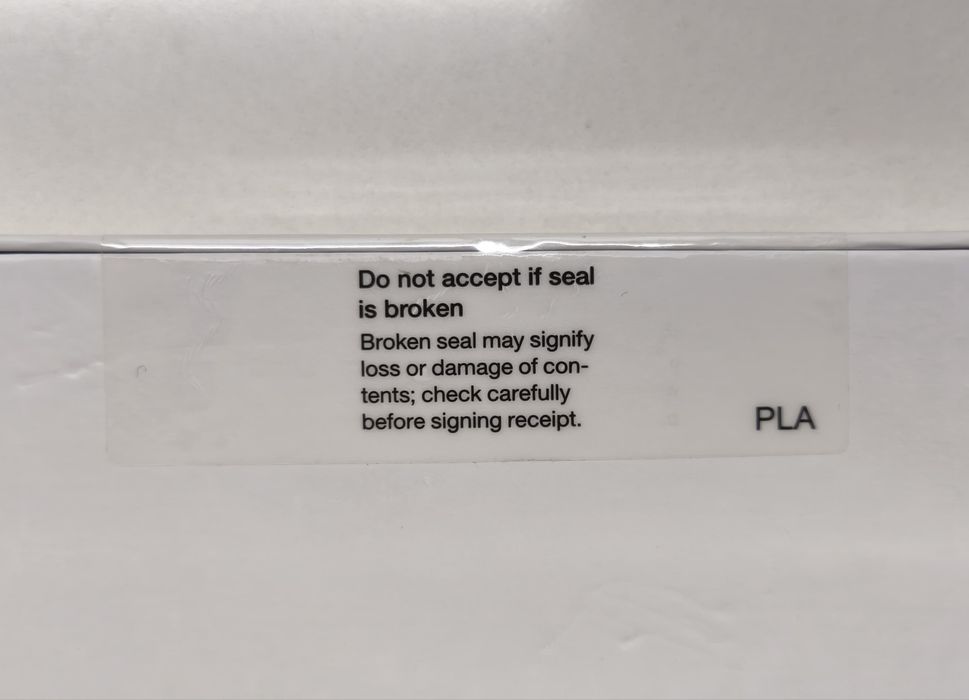 Do not accept if seal
is broken
Broken seal may signify
loss or damage of con-
tents; check carefully
before signing receipt.
PLA